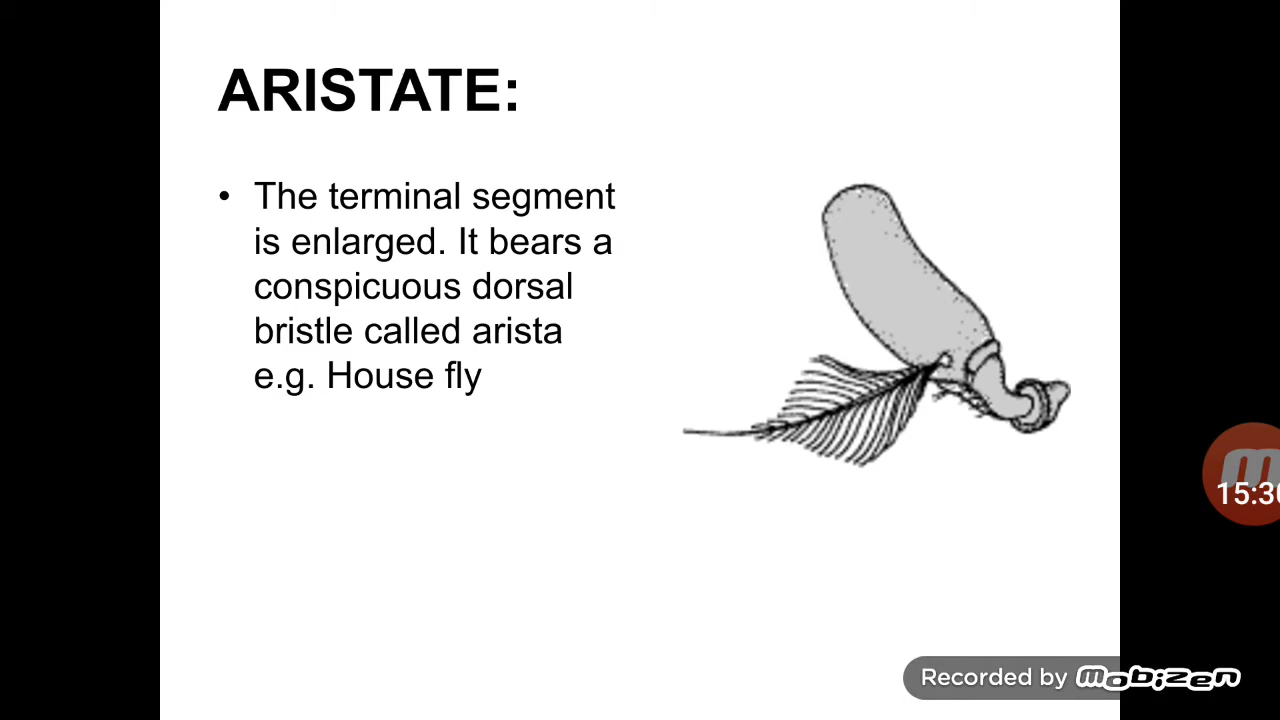 ARISTATE:
• The terminal segment
is enlarged. It bears a
conspicuous dorsal
bristle called arista
e.g. House fly
15:30
Recorded by mobizen